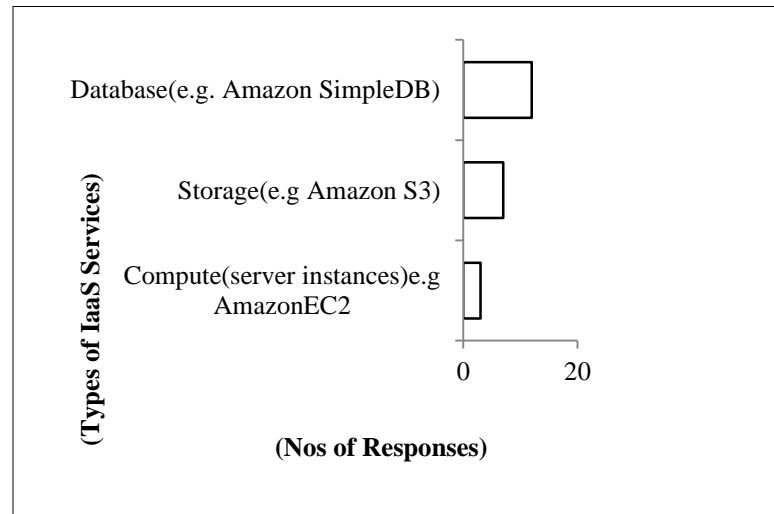 Database(e.g. Amazon SimpleDB)
Storage(e.g Amazon S3)
Compute(server instances)e.g
AmazonEC2
(Types of IaaS Services)
0 20
(Nos of Responses)